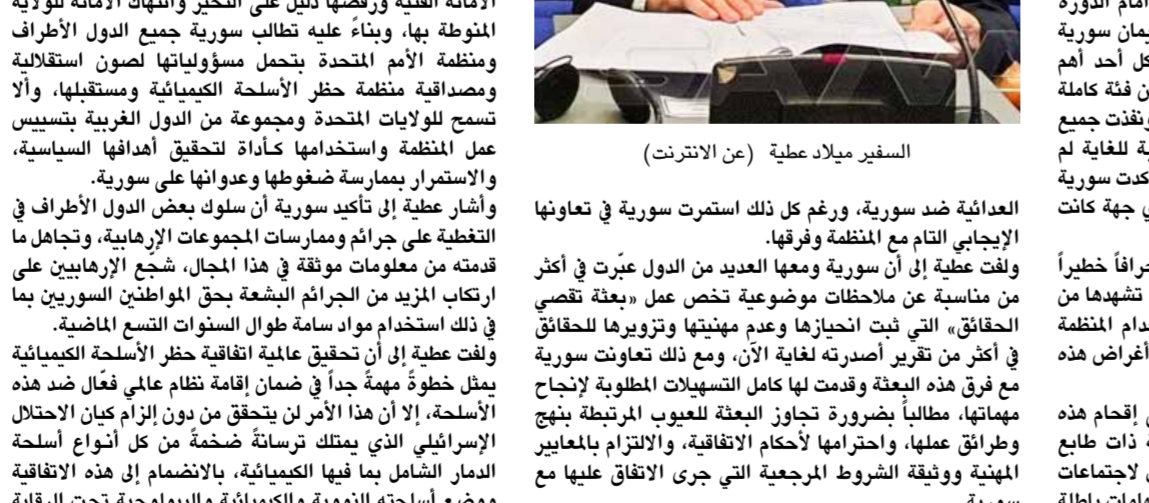 أمام الدورة
يمان سورية
كل أحد أهم
ن فئة كاملة
ونفذت جميع
ية للغاية لم
كدت سورية
ي جهة كانت
حرافاً خطيراً
تشهدها من
دام المنظمة
أغراض هذه
إقحام هذه
ة ذات طابع
لاجتماعات
السفير ميلاد عطية (عن الانترنت)
العدائية ضد سورية، ورغم كل ذلك استمرت سورية في تعاونها
الإيجابي التام مع المنظمة وفرقها.
ولفت عطية إلى أن سورية ومعها العديد من الدول عبّرت في أكثر
من مناسبة عن ملاحظات موضوعية تخص عمل «بعثة تقصي
الحقائق» التي ثبت انحيازها وعدم مهنيتها وتزويرها للحقائق
في أكثر من تقرير أصدرته لغاية الآن، ومع ذلك تعاونت سورية
مع فرق هذه البعثة وقدمت لها كامل التسهيلات المطلوبة لإنجاح
مهماتها، مطالباً بضرورة تجاوز البعثة للعيوب المرتبطة بنهج
وطرائق عملها، واحترامها لأحكام الاتفاقية، والالتزام بالمعايير
المهنية ووثيقة الشروط المرجعية التي جرى الاتفاق عليها مع
الأمانة الفنية ورفضها دليل على التحيز وانتهاك الأمانة للولاية
المنوطة بها، وبناءً عليه تطالب سورية جميع الدول الأطراف
ومنظمة الأمم المتحدة بتحمل مسؤولياتها لصون استقلالية
ومصداقية منظمة حظر الأسلحة الكيميائية ومستقبلها، وألا
تسمح للولايات المتحدة ومجموعة من الدول الغربية بتسييس
عمل المنظمة واستخدامها كـأداة لتحقيق أهدافها السياسية،
والاستمرار بممارسة ضغوطها وعدوانها على سورية.
وأشار عطية إلى تأكيد سورية أن سلوك بعض الدول الأطراف في
التغطية على جرائم وممارسات المجموعات الإرهابية، وتجاهل ما
قدمته من معلومات موثقة في هذا المجال، شجّع الإرهابيين على
ارتكاب المزيد من الجرائم البشعة بحق المواطنين السوريين بما
في ذلك استخدام مواد سامة طوال السنوات التسع الماضية.
ولفت عطية إلى أن تحقيق عالمية اتفاقية حظر الأسلحة الكيميائية
يمثل خطوةً مهمةً جداً في ضمان إقامة نظام عالمي فعّال ضد هذه
الأسلحة، إلا أن هذا الأمر لن يتحقق من دون إلزام كيان الاحتلال
الإسرائيلي الذي يمتلك ترسانةً ضخمةً من كل أنـواع أسلحة
الدمار الشامل بما فيها الكيميائية، بالانضمام إلى هذه الاتفاقية
ووضع أسلحته النووية والكيميائية والبيولوجية تحت الرقابة